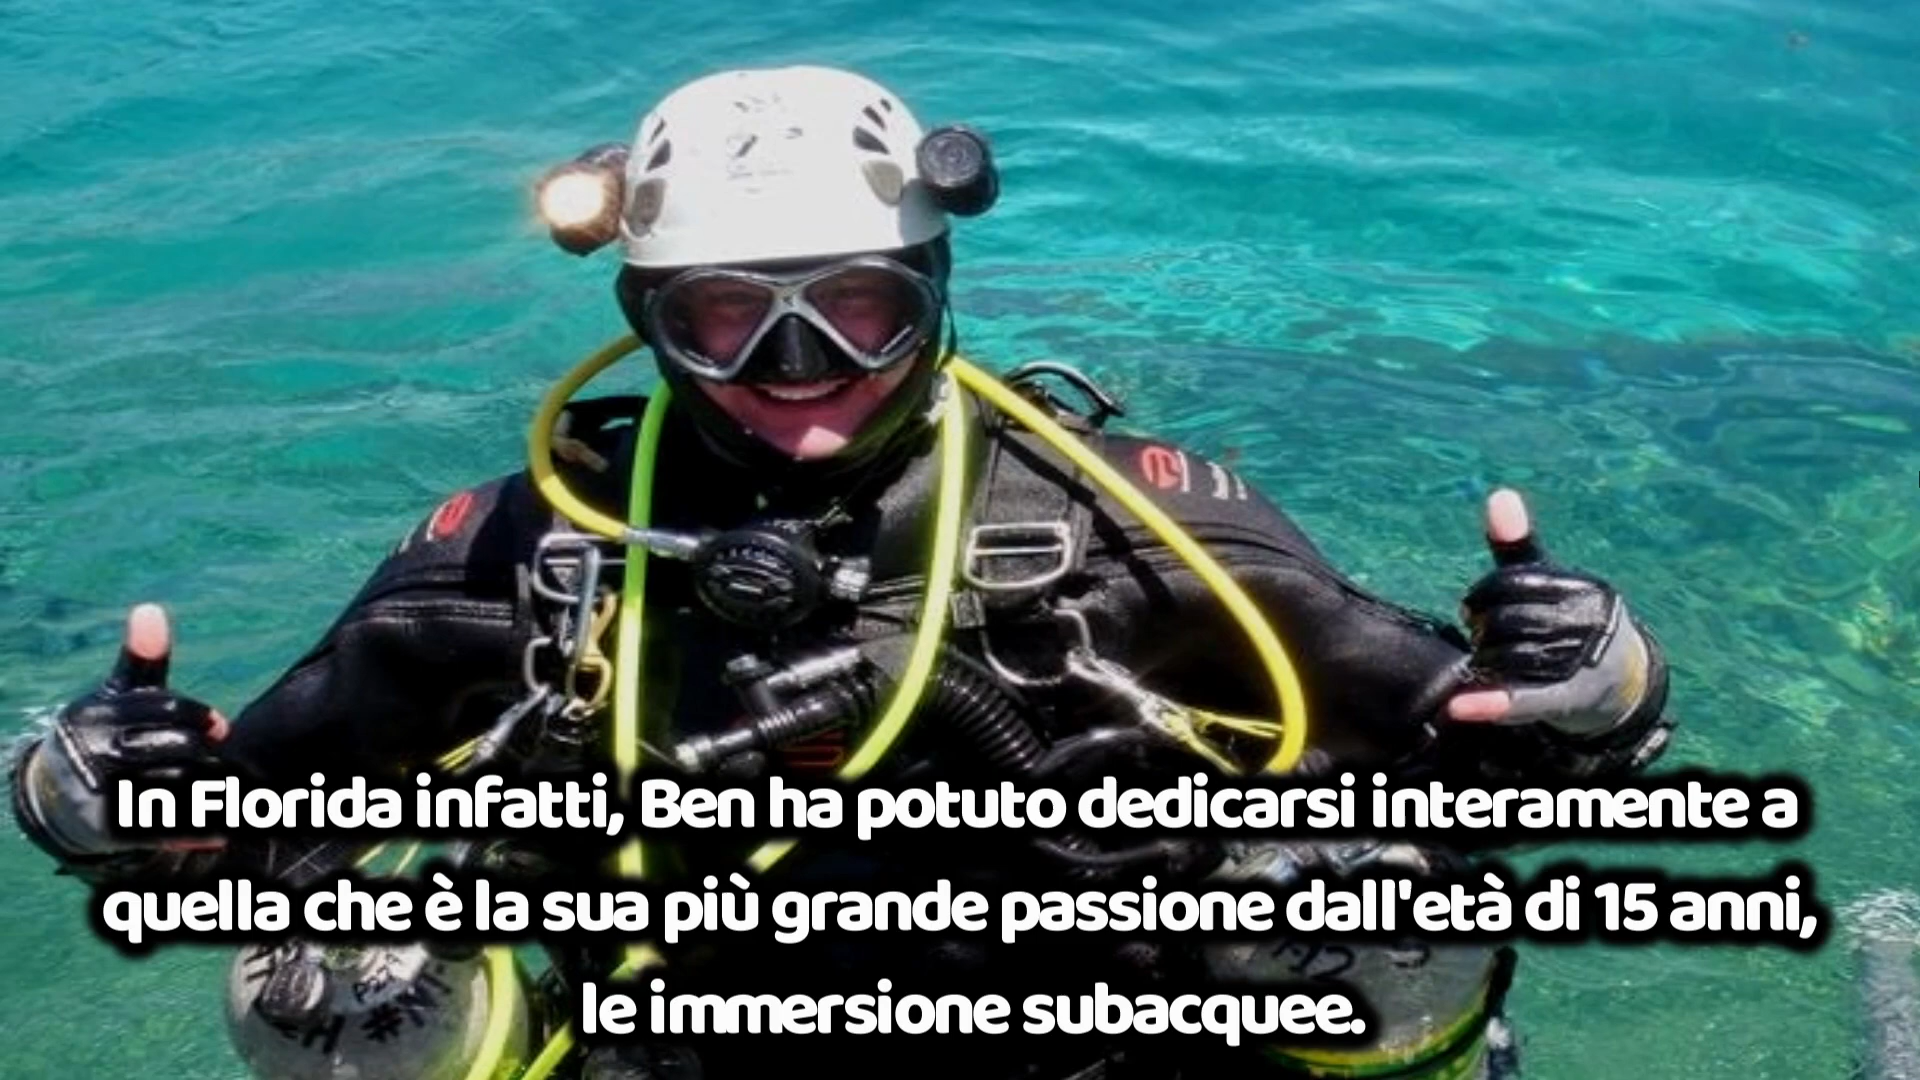 In Florida infatti, Ben ha potuto dedicarsi interamente a
quella che è la sua più grande passione dall'età di 15 anni,
le immersione subacquee.